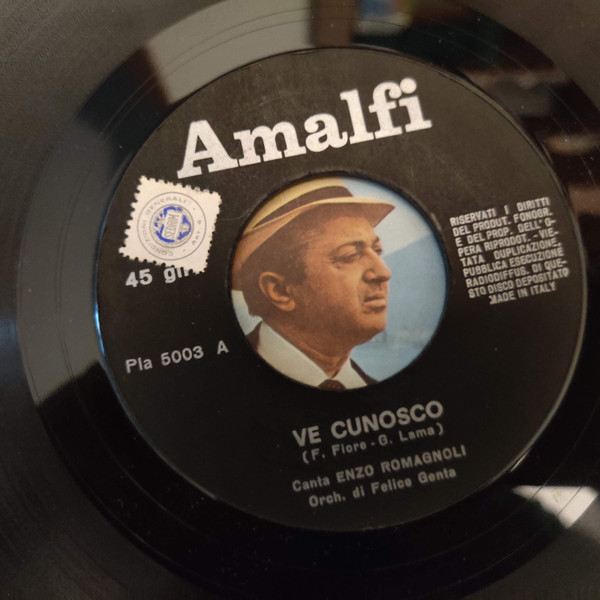 Amalfi
45 gi
RISERVATI I DIRITTI
DEL PRODUT. FONOGR.
E DEL PROP. DELL'O-
PERA RIPRODOT. - VIE-
TATA DUPLICAZIONE,
PUBBLICA ESECUZIONE
RADIODIFFUS. DI QUE-
STO DISCO DEPOSITATO
MADE IN ITALY
Pla 5003 A
VE CUNOSCO
(F. Fiore - G. Lama)
Canta ENZO ROMAGNOLI
Orch. di Felice Genta